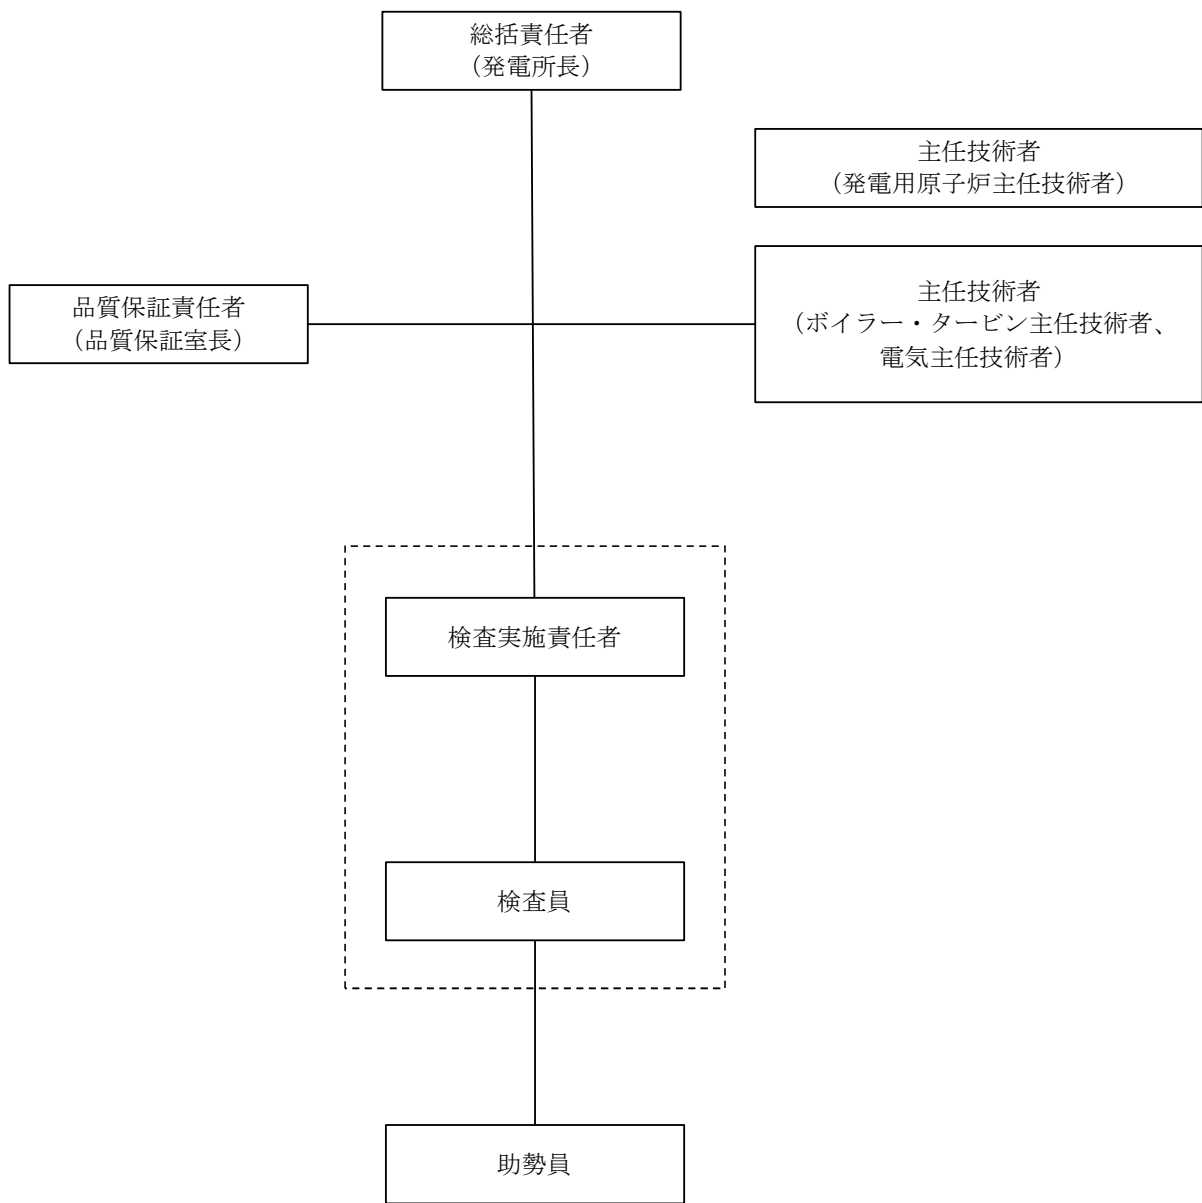 総括責任者
（発電所長）
主任技術者
（発電用原子炉主任技術者）
品質保証責任者
（品質保証室長）
主任技術者
（ボイラー・タービン主任技術者、
電気主任技術者）
検査実施責任者
検査員
助勢員